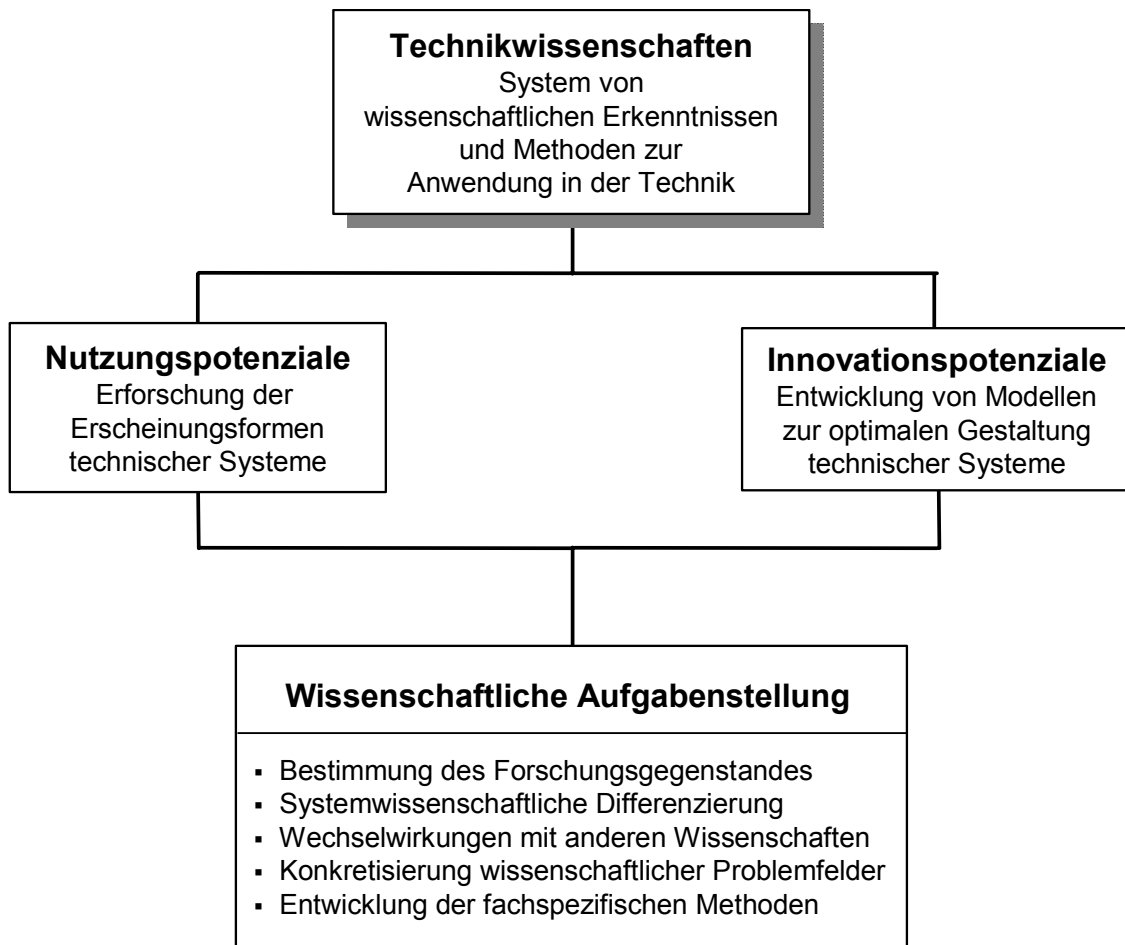 Technikwissenschaften
System von
wissenschaftlichen Erkenntnissen
und Methoden zur
Anwendung in der Technik
Nutzungspotenziale
Erforschung der
Erscheinungsformen
technischer Systeme
Innovationspotenziale
Entwicklung von Modellen
zur optimalen Gestaltung
technischer Systeme
Wissenschaftliche Aufgabenstellung
▪ Bestimmung des Forschungsgegenstandes
▪ Systemwissenschaftliche Differenzierung
▪ Wechselwirkungen mit anderen Wissenschaften
▪ Konkretisierung wissenschaftlicher Problemfelder
▪ Entwicklung der fachspezifischen Methoden